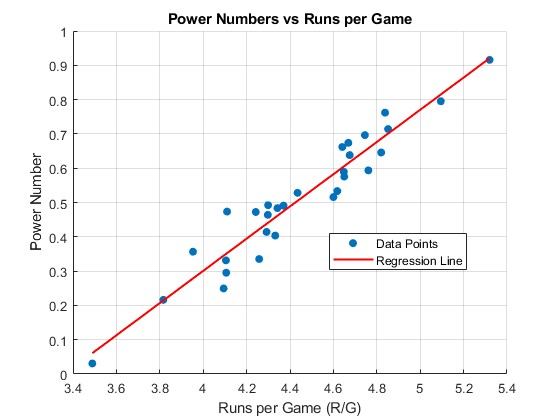 Power Numbers vs Runs per Game
Power Number
1
0.9
0.8
0.7
0.6
0.5
0.4
0.3
0.2
0.1
0
Data Points
Regression Line
3.4 3.6 3.8 4 4.2 4.4 4.6 4.8 5 5.2 5.4
Runs per Game (R/G)